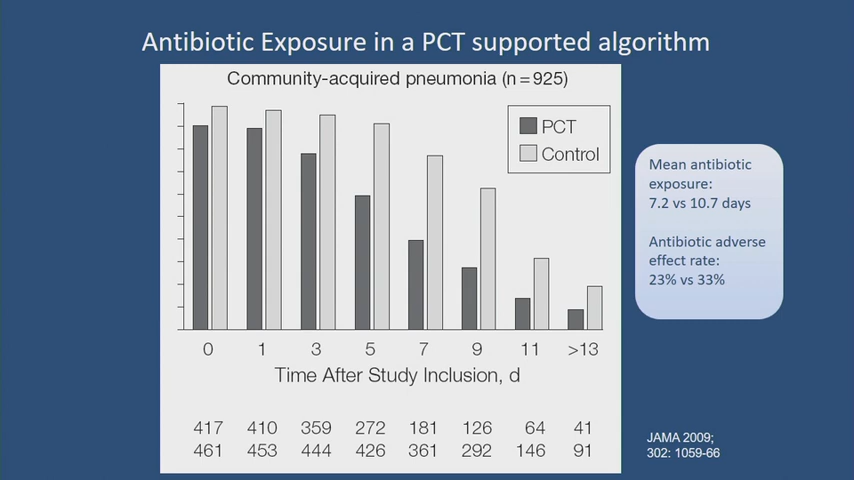 Antibiotic Exposure in a PCT supported algorithm
Community-acquired pneumonia (n = 925)
PCT
Control
0 1 3 5 7 9 11 >13
Time After Study Inclusion, d
417 410 359 272 181 126 64 41
461 453 444 426 361 292 146 91
Mean antibiotic
exposure:
7.2 vs 10.7 days
Antibiotic adverse
effect rate:
23% vs 33%
JAMA 2009;
302: 1059-66